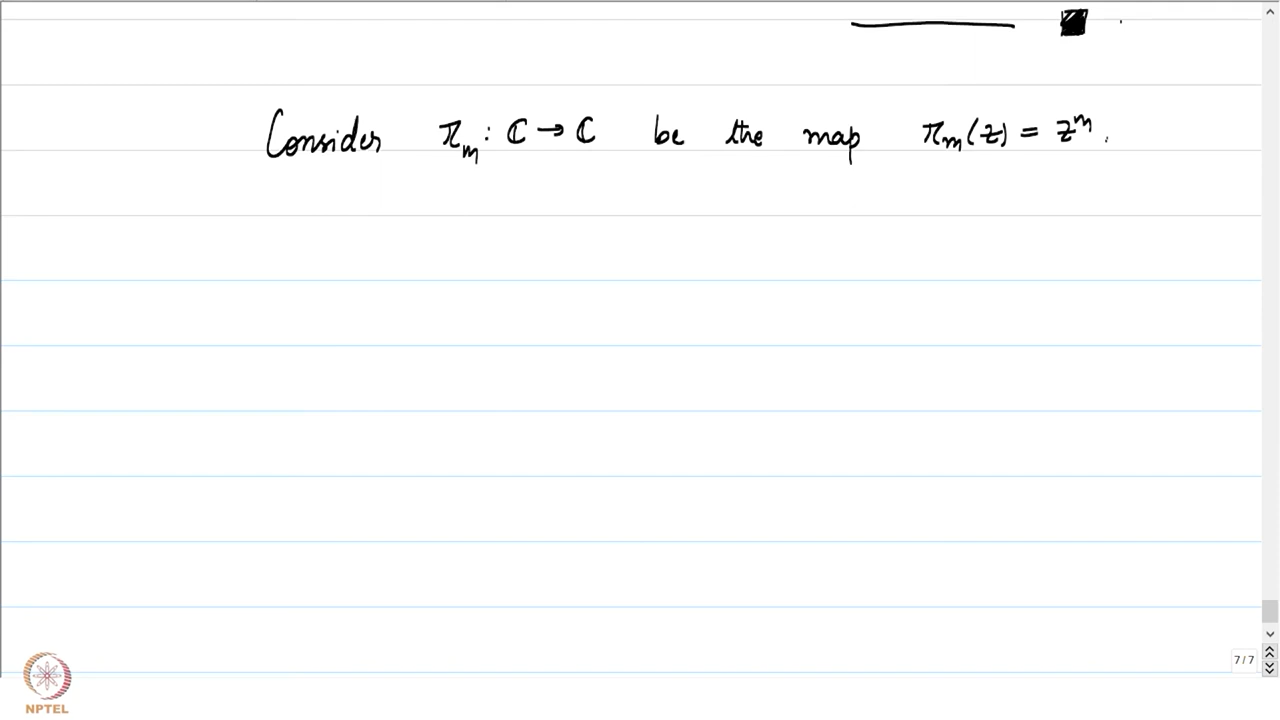 Consider π_m : ℂ → ℂ be the map π_m(z) = z^m.
7 / 7
NPTEL